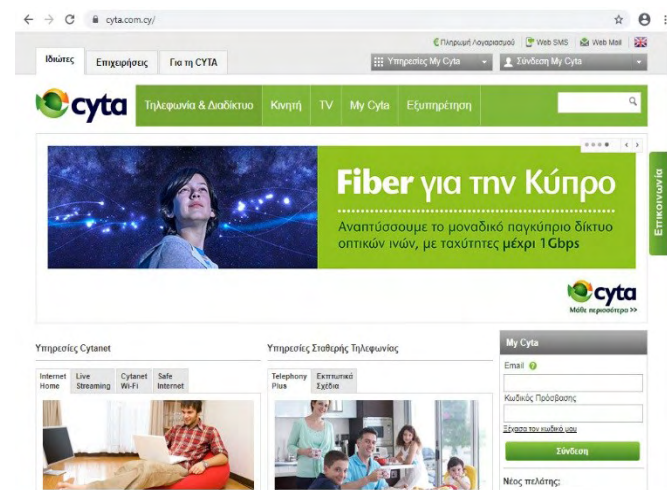 cyta.com.cy/
Πληρωμή Λογαριασμού Web SMS Web Mail
Ιδιώτες Επιχειρήσεις Για τη CYTA
Υπηρεσίες My Cyta Σύνδεση My Cyta
cyta Τηλεφωνία & Διαδίκτυο Κινητή TV My Cyta Εξυπηρέτηση
Fiber για την Κύπρο
Αναπτύσσουμε το μοναδικό παγκύπριο δίκτυο
οπτικών ινών, με ταχύτητες μέχρι 1Gbps
Επικοινωνία
cyta
Μάθε περισσότερα >>
Υπηρεσίες Cytanet
Internet Home
Live Streaming
Cytanet Wi-Fi
Safe Internet
Υπηρεσίες Σταθερής Τηλεφωνίας
Telephony Plus
Εκπτωτικά Σχέδια
My Cyta
Email
Κωδικός Πρόσβασης
Ξέχασα τον κωδικό μου
Σύνδεση
Νέος πελάτης;